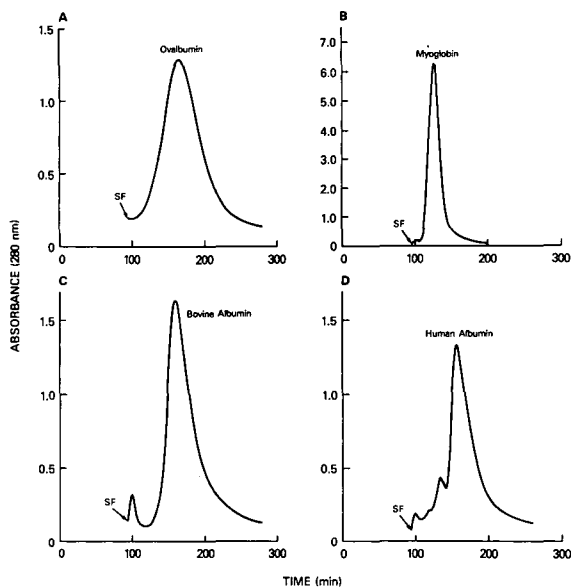 A
Ovalbumin
1.5
1.0
0.5
0
SF
0 100 200 300
B
Myoglobin
7.0
6.0
5.0
4.0
3.0
2.0
1.0
0
SF
0 100 200 300
ABSORBANCE (280 nm)
C
Bovine Albumin
1.5
1.0
0.5
0
SF
0 100 200 300
D
Human Albumin
1.5
1.0
0.5
0
SF
0 100 200 300
TIME (min)